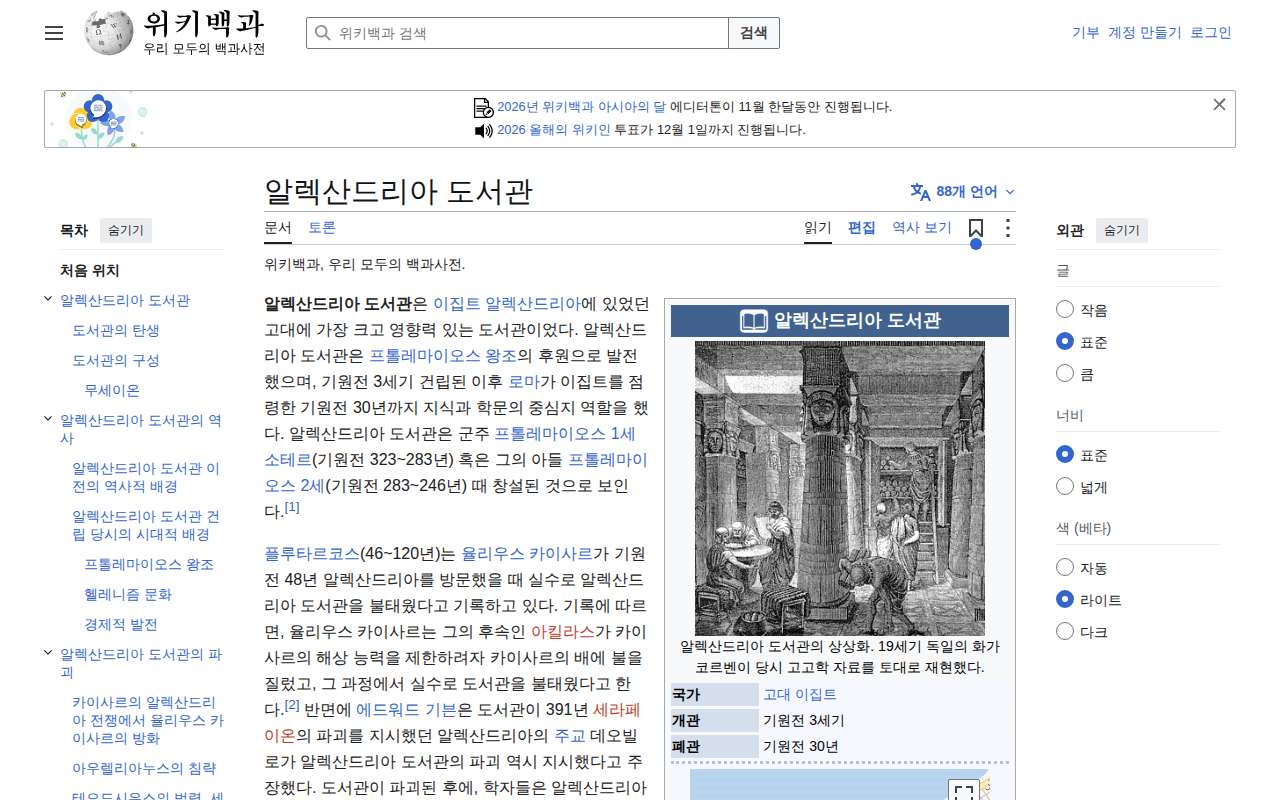 위키백과
우리 모두의 백과사전
위키백과 검색
검색
기부 계정 만들기 로그인
2026년 위키백과 아시아의 달 에디터톤이 11월 한달동안 진행됩니다.
2026 올해의 위키인 투표가 12월 1일까지 진행됩니다.
알렉산드리아 도서관
88개 언어
문서 토론
읽기 편집 역사 보기
위키백과, 우리 모두의 백과사전.
목차 숨기기
처음 위치
알렉산드리아 도서관
도서관의 탄생
도서관의 구성
무세이온
알렉산드리아 도서관의 역
사
알렉산드리아 도서관 이
전의 역사적 배경
알렉산드리아 도서관 건
립 당시의 시대적 배경
프톨레마이오스 왕조
헬레니즘 문화
경제적 발전
알렉산드리아 도서관의 파
괴
카이사르의 알렉산드리
아 전쟁에서 율리우스 카
이사르의 방화
아우렐리아누스의 침략
테오도시우스의 법령, 세
알렉산드리아 도서관은 이집트 알렉산드리아에 있었던
고대에 가장 크고 영향력 있는 도서관이었다. 알렉산드
리아 도서관은 프톨레마이오스 왕조의 후원으로 발전
했으며, 기원전 3세기 건립된 이후 로마가 이집트를 점
령한 기원전 30년까지 지식과 학문의 중심지 역할을 했
다. 알렉산드리아 도서관은 군주 프톨레마이오스 1세
소테르(기원전 323~283년) 혹은 그의 아들 프톨레마이
오스 2세(기원전 283~246년) 때 창설된 것으로 보인
다.[1]
플루타르코스(46~120년)는 율리우스 카이사르가 기원
전 48년 알렉산드리아를 방문했을 때 실수로 알렉산드
리아 도서관을 불태웠다고 기록하고 있다. 기록에 따르
면, 율리우스 카이사르는 그의 후속인 아킬라스가 카이
사르의 해상 능력을 제한하려자 카이사르의 배에 불을
질렀고, 그 과정에서 실수로 도서관을 불태웠다고 한
다.[2] 반면에 에드워드 기븐은 도서관이 391년 세라페
이온의 파괴를 지시했던 알렉산드리아의 주교 데오빌
로가 알렉산드리아 도서관의 파괴 역시 지시했다고 주
장했다. 도서관이 파괴된 후에, 학자들은 알렉산드리아
알렉산드리아 도서관
알렉산드리아 도서관의 상상화. 19세기 독일의 화가
코르벤이 당시 고고학 자료를 토대로 재현했다.
국가 고대 이집트
개관 기원전 3세기
폐관 기원전 30년
외관 숨기기
글
작음
표준
큼
너비
표준
넓게
색 (베타)
자동
라이트
다크